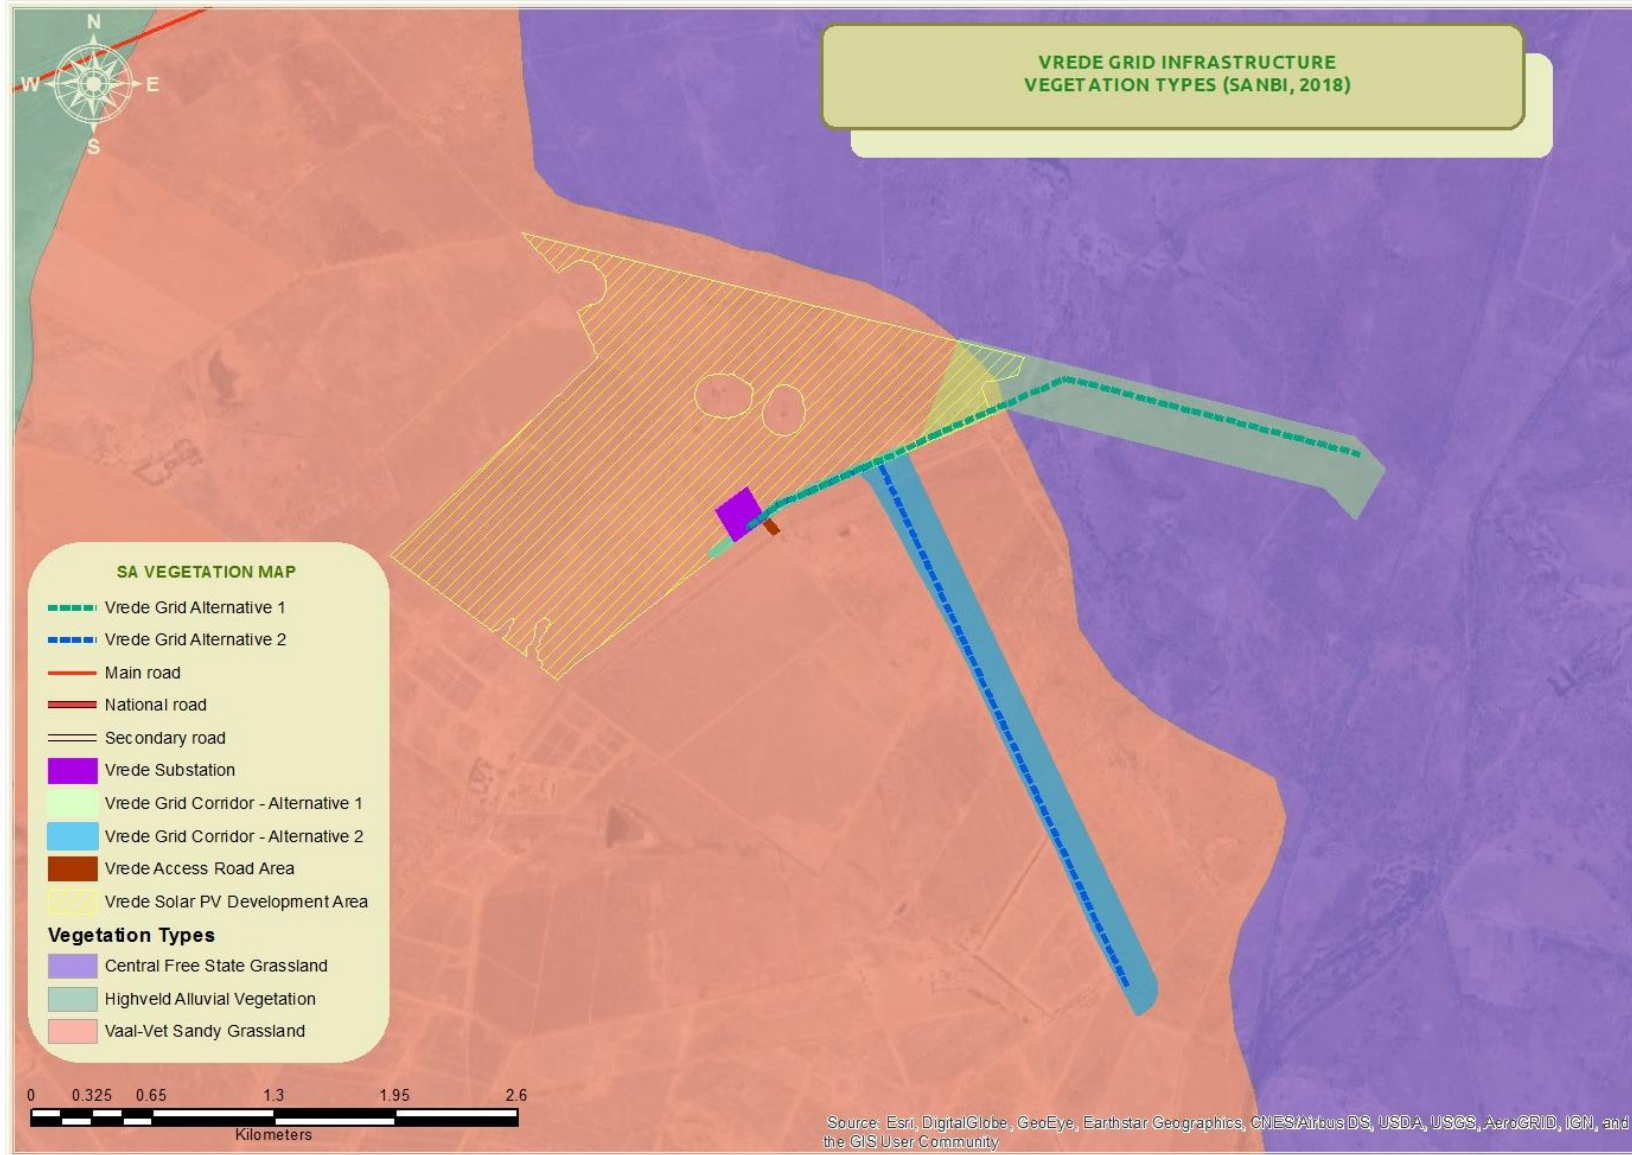 N
W E
S
VREDE GRID INFRASTRUCTURE
VEGETATION TYPES (SANBI, 2018)
SA VEGETATION MAP
Vrede Grid Alternative 1
Vrede Grid Alternative 2
Main road
National road
Secondary road
Vrede Substation
Vrede Grid Corridor - Alternative 1
Vrede Grid Corridor - Alternative 2
Vrede Access Road Area
Vrede Solar PV Development Area
Vegetation Types
Central Free State Grassland
Highveld Alluvial Vegetation
Vaal-Vet Sandy Grassland
0 0.325 0.65 1.3 1.95 2.6
Kilometers
Source: Esri, DigitalGlobe, GeoEye, Earthstar Geographics, CNES/Airbus DS, USDA, USGS, AeroGRID, IGN, and
the GIS User Community